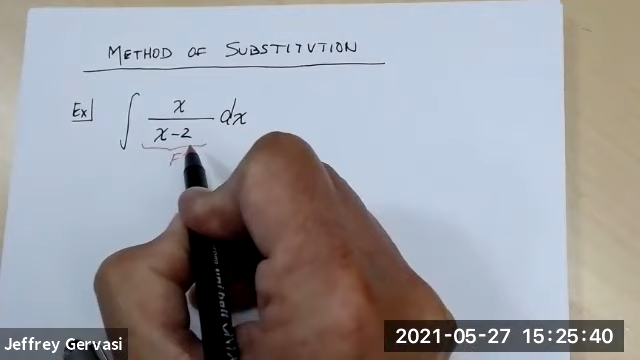 METHOD OF SUBSTITUTION
Ex| ∫ x/(x-2) dx
F
Jeffrey Gervasi
2021-05-27 15:25:40